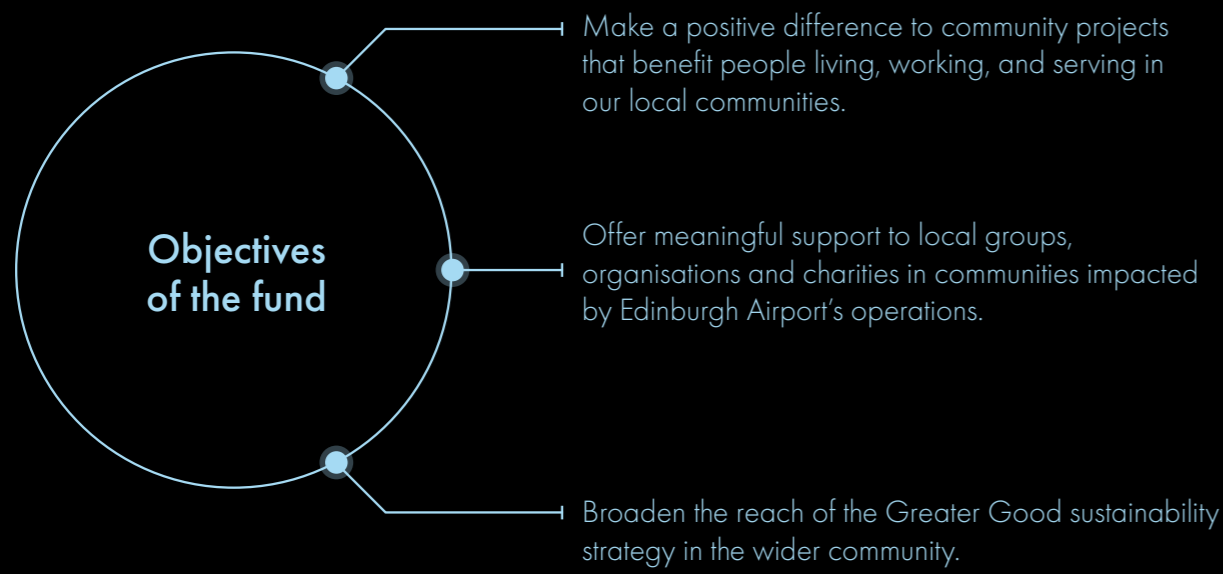 Objectives
of the fund
Make a positive difference to community projects
that benefit people living, working, and serving in
our local communities.
Offer meaningful support to local groups,
organisations and charities in communities impacted
by Edinburgh Airport’s operations.
Broaden the reach of the Greater Good sustainability
strategy in the wider community.